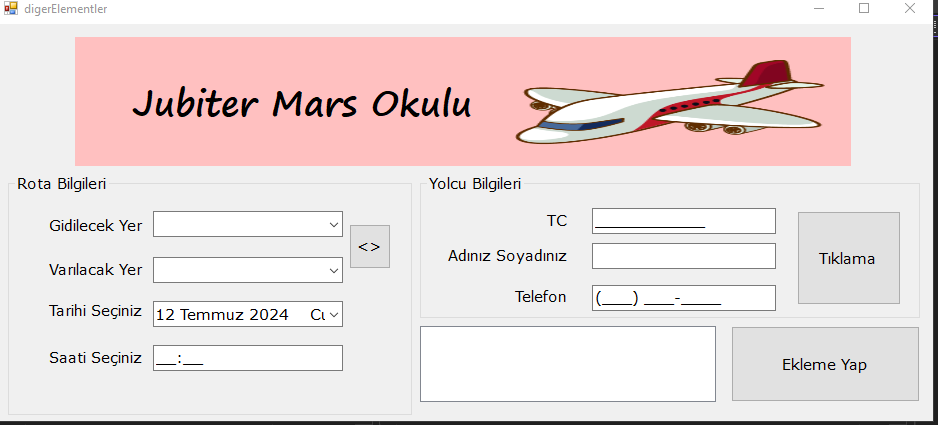 digerElementler
Jubiter Mars Okulu
Rota Bilgileri
Gidilecek Yer
Varılacak Yer
<>
Tarihi Seçiniz
12 Temmuz 2024 Cu
Saati Seçiniz
__:__
Yolcu Bilgileri
TC
___________
Adınız Soyadınız
Telefon
(___) ___-____
Tıklama
Ekleme Yap